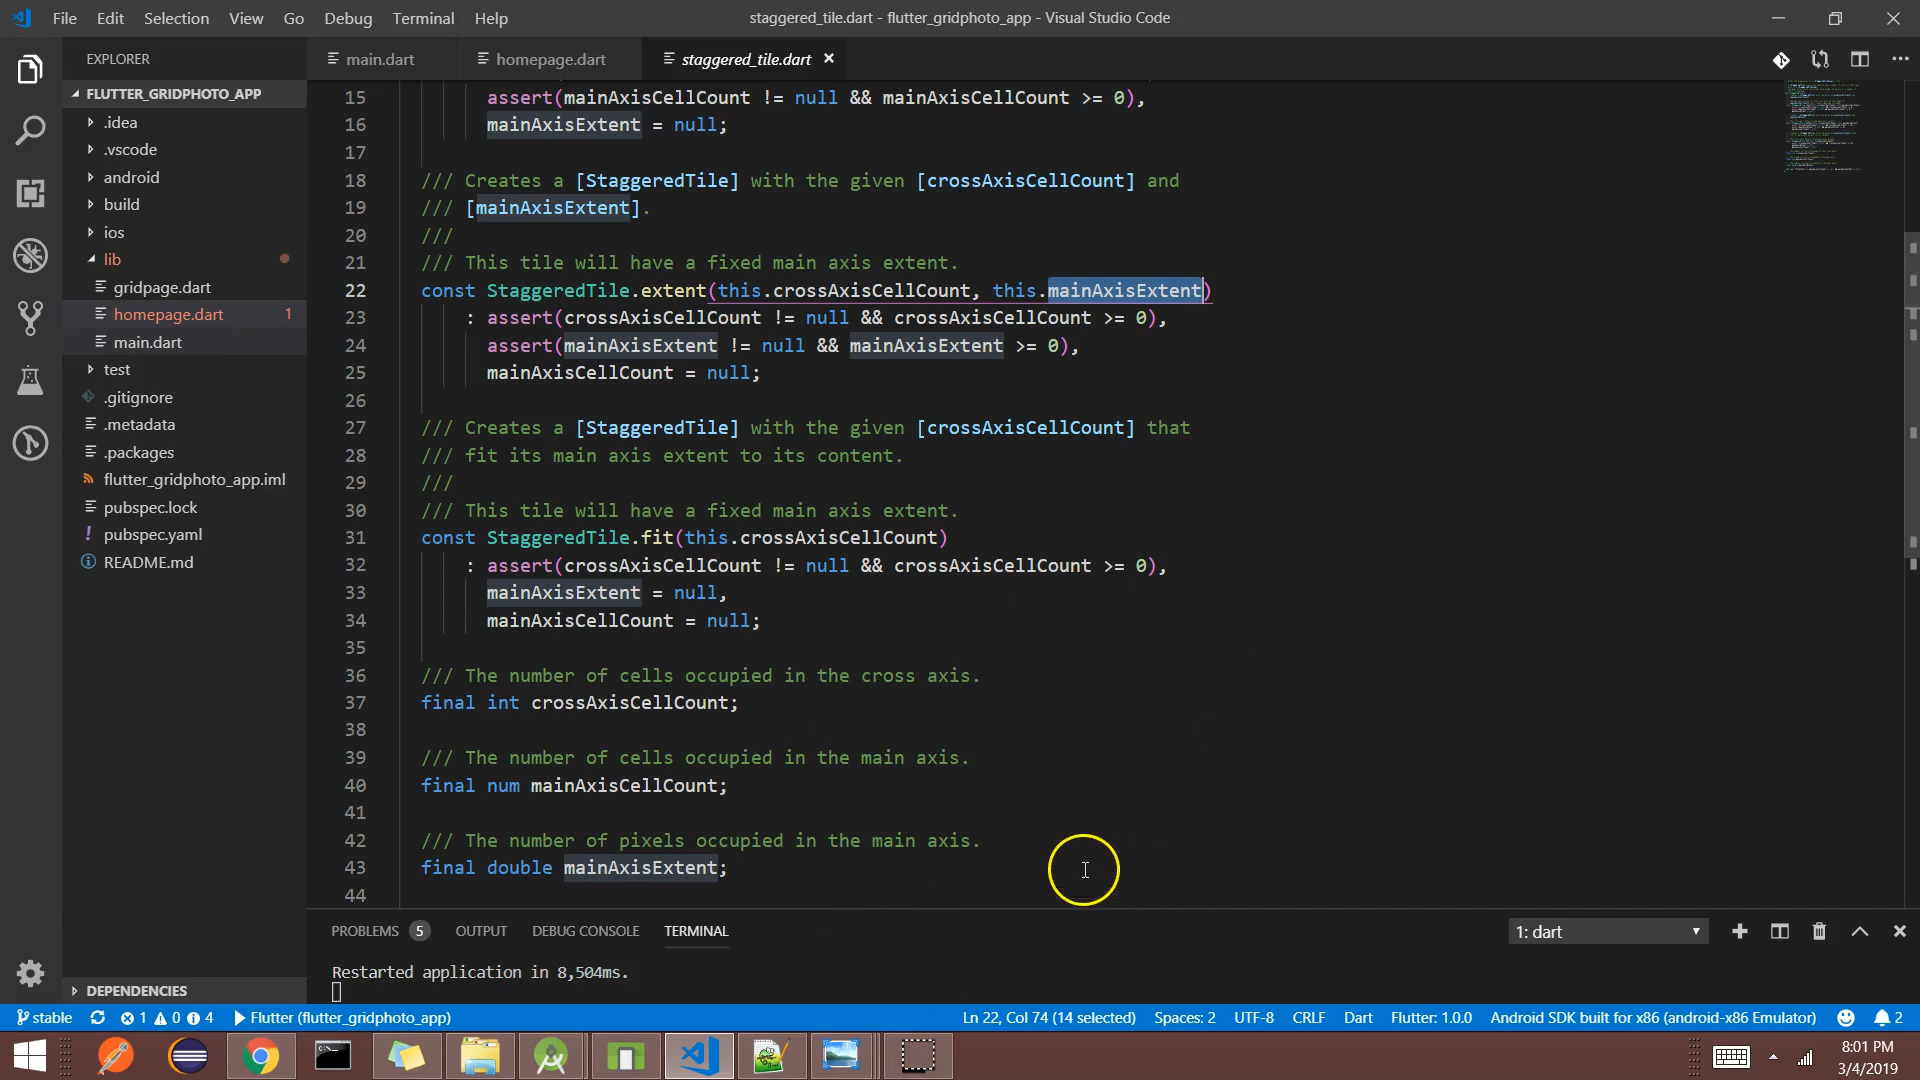 File Edit Selection View Go Debug Terminal Help
staggered_tile.dart - flutter_gridphoto_app - Visual Studio Code
EXPLORER
main.dart
homepage.dart
staggered_tile.dart
FLUTTER_GRIDPHOTO_APP
.idea
.vscode
android
build
ios
lib
gridpage.dart
homepage.dart 1
main.dart
test
.gitignore
.metadata
.packages
flutter_gridphoto_app.iml
pubspec.lock
pubspec.yaml
README.md
DEPENDENCIES
15 assert(mainAxisCellCount != null && mainAxisCellCount >= 0),
16 mainAxisExtent = null;
17
18 /// Creates a [StaggeredTile] with the given [crossAxisCellCount] and
19 /// [mainAxisExtent].
20 ///
21 /// This tile will have a fixed main axis extent.
22 const StaggeredTile.extent(this.crossAxisCellCount, this.mainAxisExtent)
23 : assert(crossAxisCellCount != null && crossAxisCellCount >= 0),
24 assert(mainAxisExtent != null && mainAxisExtent >= 0),
25 mainAxisCellCount = null;
26
27 /// Creates a [StaggeredTile] with the given [crossAxisCellCount] that
28 /// fit its main axis extent to its content.
29 ///
30 /// This tile will have a fixed main axis extent.
31 const StaggeredTile.fit(this.crossAxisCellCount)
32 : assert(crossAxisCellCount != null && crossAxisCellCount >= 0),
33 mainAxisExtent = null,
34 mainAxisCellCount = null;
35
36 /// The number of cells occupied in the cross axis.
37 final int crossAxisCellCount;
38
39 /// The number of cells occupied in the main axis.
40 final num mainAxisCellCount;
41
42 /// The number of pixels occupied in the main axis.
43 final double mainAxisExtent;
44
PROBLEMS 5 OUTPUT DEBUG CONSOLE TERMINAL
1: dart
Restarted application in 8,504ms.
stable 1 0 4 Flutter (flutter_gridphoto_app)
Ln 22, Col 74 (14 selected) Spaces: 2 UTF-8 CRLF Dart Flutter: 1.0.0 Android SDK built for x86 (android-x86 Emulator) 2
8:01 PM
3/4/2019